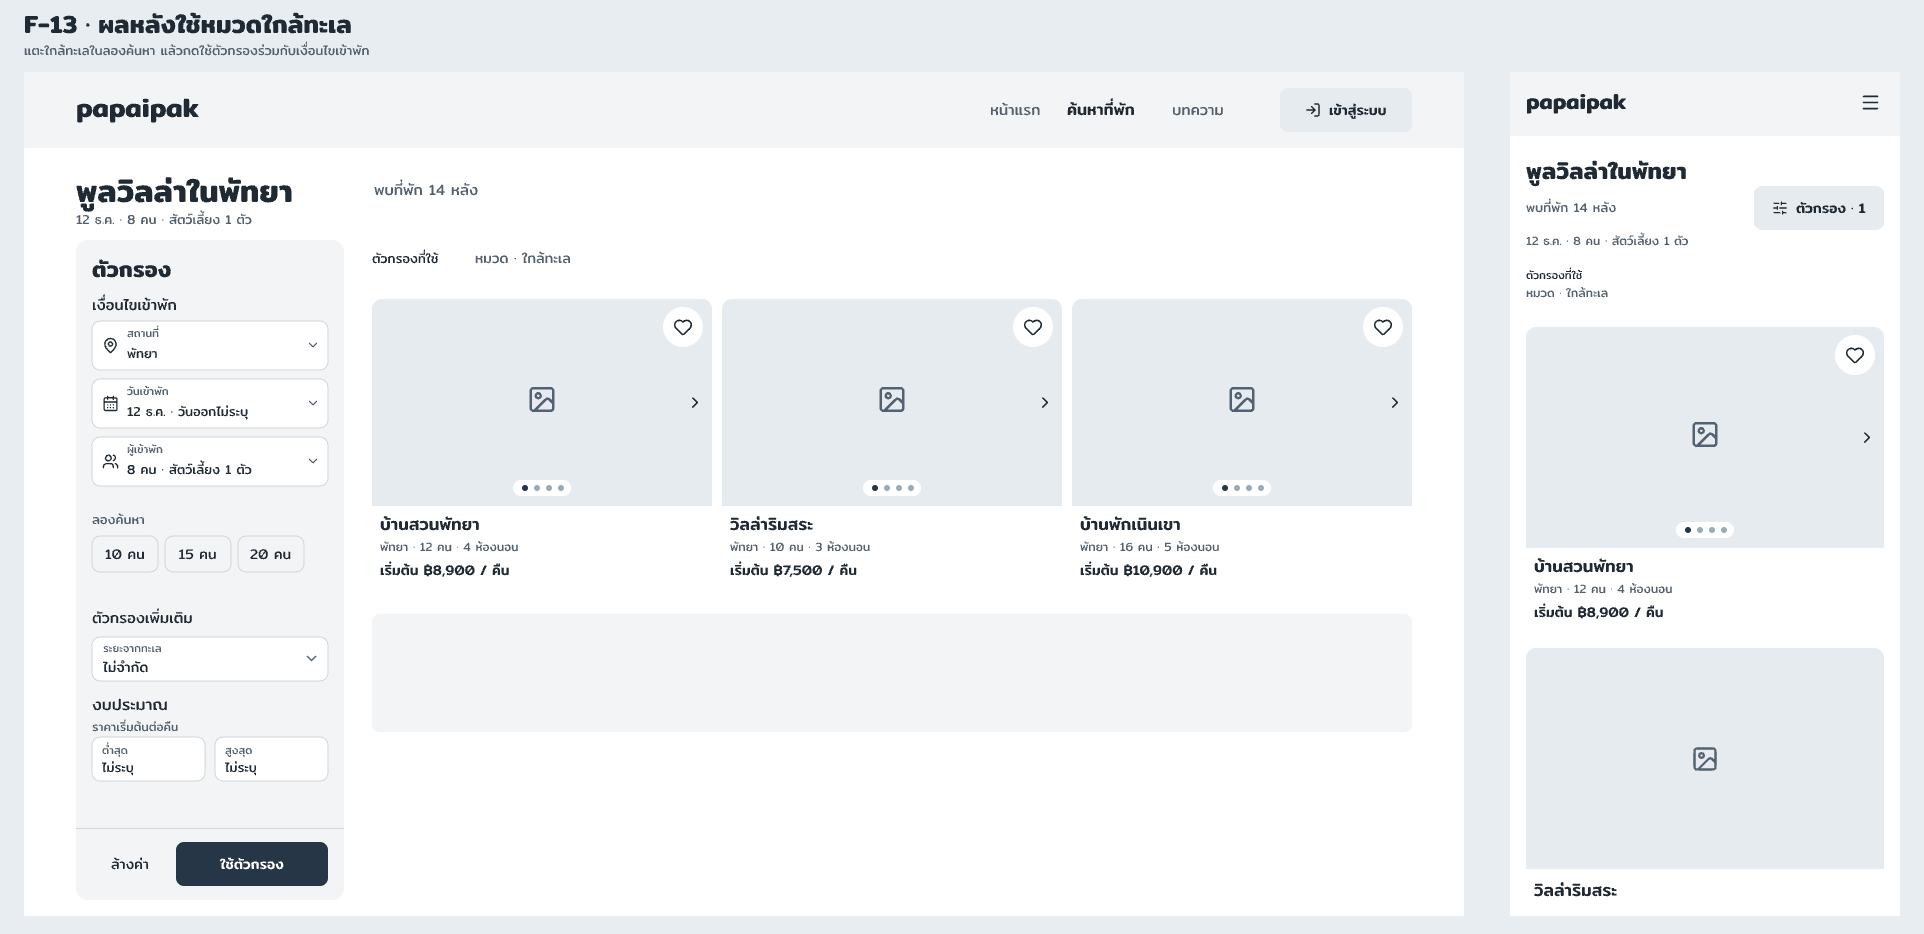 F-13 · ผลหลังใช้หมวดใกล้ทะเล
แตะใกล้ทะเลในลองค้นหา แล้วกดใช้ตัวกรองร่วมกับเงื่อนไขเข้าพัก
papaipak
หน้าแรก
ค้นหาที่พัก
บทความ
เข้าสู่ระบบ
พูลวิลล่าในพัทยา
12 ธ.ค. · 8 คน · สัตว์เลี้ยง 1 ตัว
ตัวกรอง
เงื่อนไขเข้าพัก
สถานที่
พัทยา
วันเข้าพัก
12 ธ.ค. · วันออกไม่ระบุ
ผู้เข้าพัก
8 คน · สัตว์เลี้ยง 1 ตัว
ลองค้นหา
10 คน
15 คน
20 คน
ตัวกรองเพิ่มเติม
ระยะจากทะเล
ไม่จำกัด
งบประมาณ
ราคาเริ่มต้นต่อคืน
ต่ำสุด
ไม่ระบุ
สูงสุด
ไม่ระบุ
ล้างค่า
ใช้ตัวกรอง
พบที่พัก 14 หลัง
ตัวกรองที่ใช้
หมวด · ใกล้ทะเล
บ้านสวนพัทยา
พัทยา · 12 คน · 4 ห้องนอน
เริ่มต้น ฿8,900 / คืน
วิลล่าริมสระ
พัทยา · 10 คน · 3 ห้องนอน
เริ่มต้น ฿7,500 / คืน
บ้านพักเนินเขา
พัทยา · 16 คน · 5 ห้องนอน
เริ่มต้น ฿10,900 / คืน
papaipak
พูลวิลล่าในพัทยา
พบที่พัก 14 หลัง
ตัวกรอง · 1
12 ธ.ค. · 8 คน · สัตว์เลี้ยง 1 ตัว
ตัวกรองที่ใช้
หมวด · ใกล้ทะเล
บ้านสวนพัทยา
พัทยา · 12 คน · 4 ห้องนอน
เริ่มต้น ฿8,900 / คืน
วิลล่าริมสระ